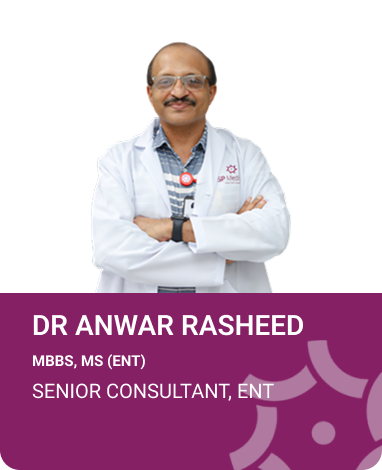 DR ANWAR RASHEED
MBBS, MS (ENT)
SENIOR CONSULTANT, ENT